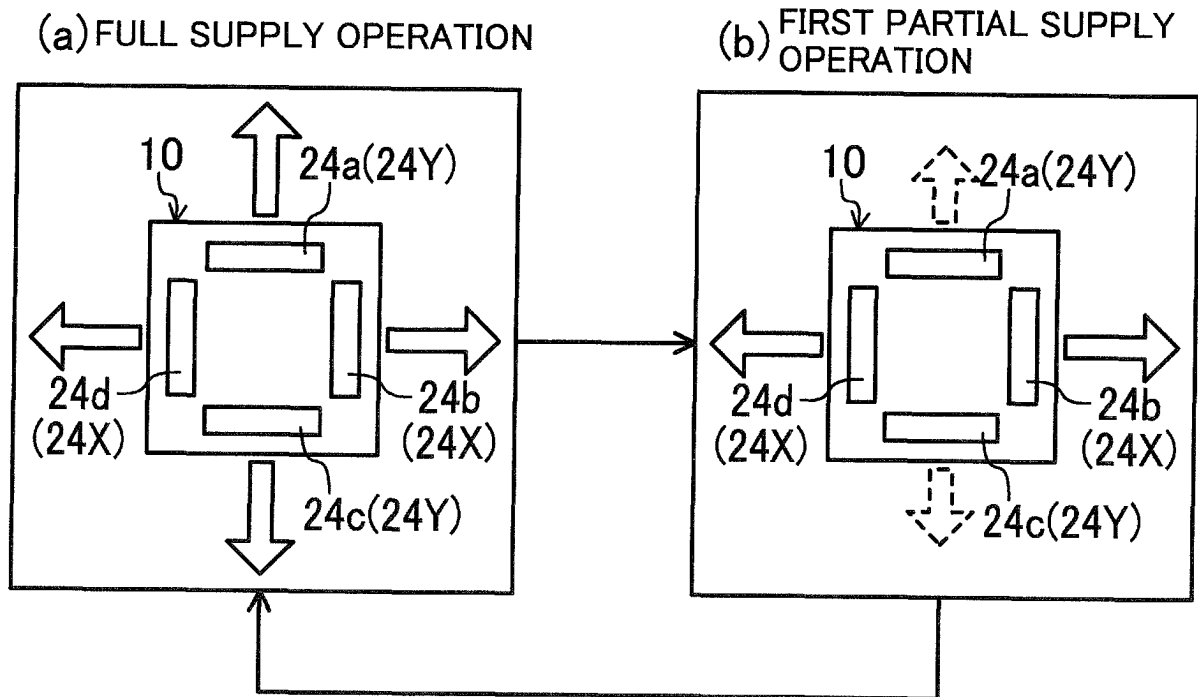 (a) FULL SUPPLY OPERATION
(b) FIRST PARTIAL SUPPLY
OPERATION
10
24a(24Y)
24d
(24X)
24b
(24X)
24c(24Y)
10
24a(24Y)
24d
(24X)
24b
(24X)
24c(24Y)